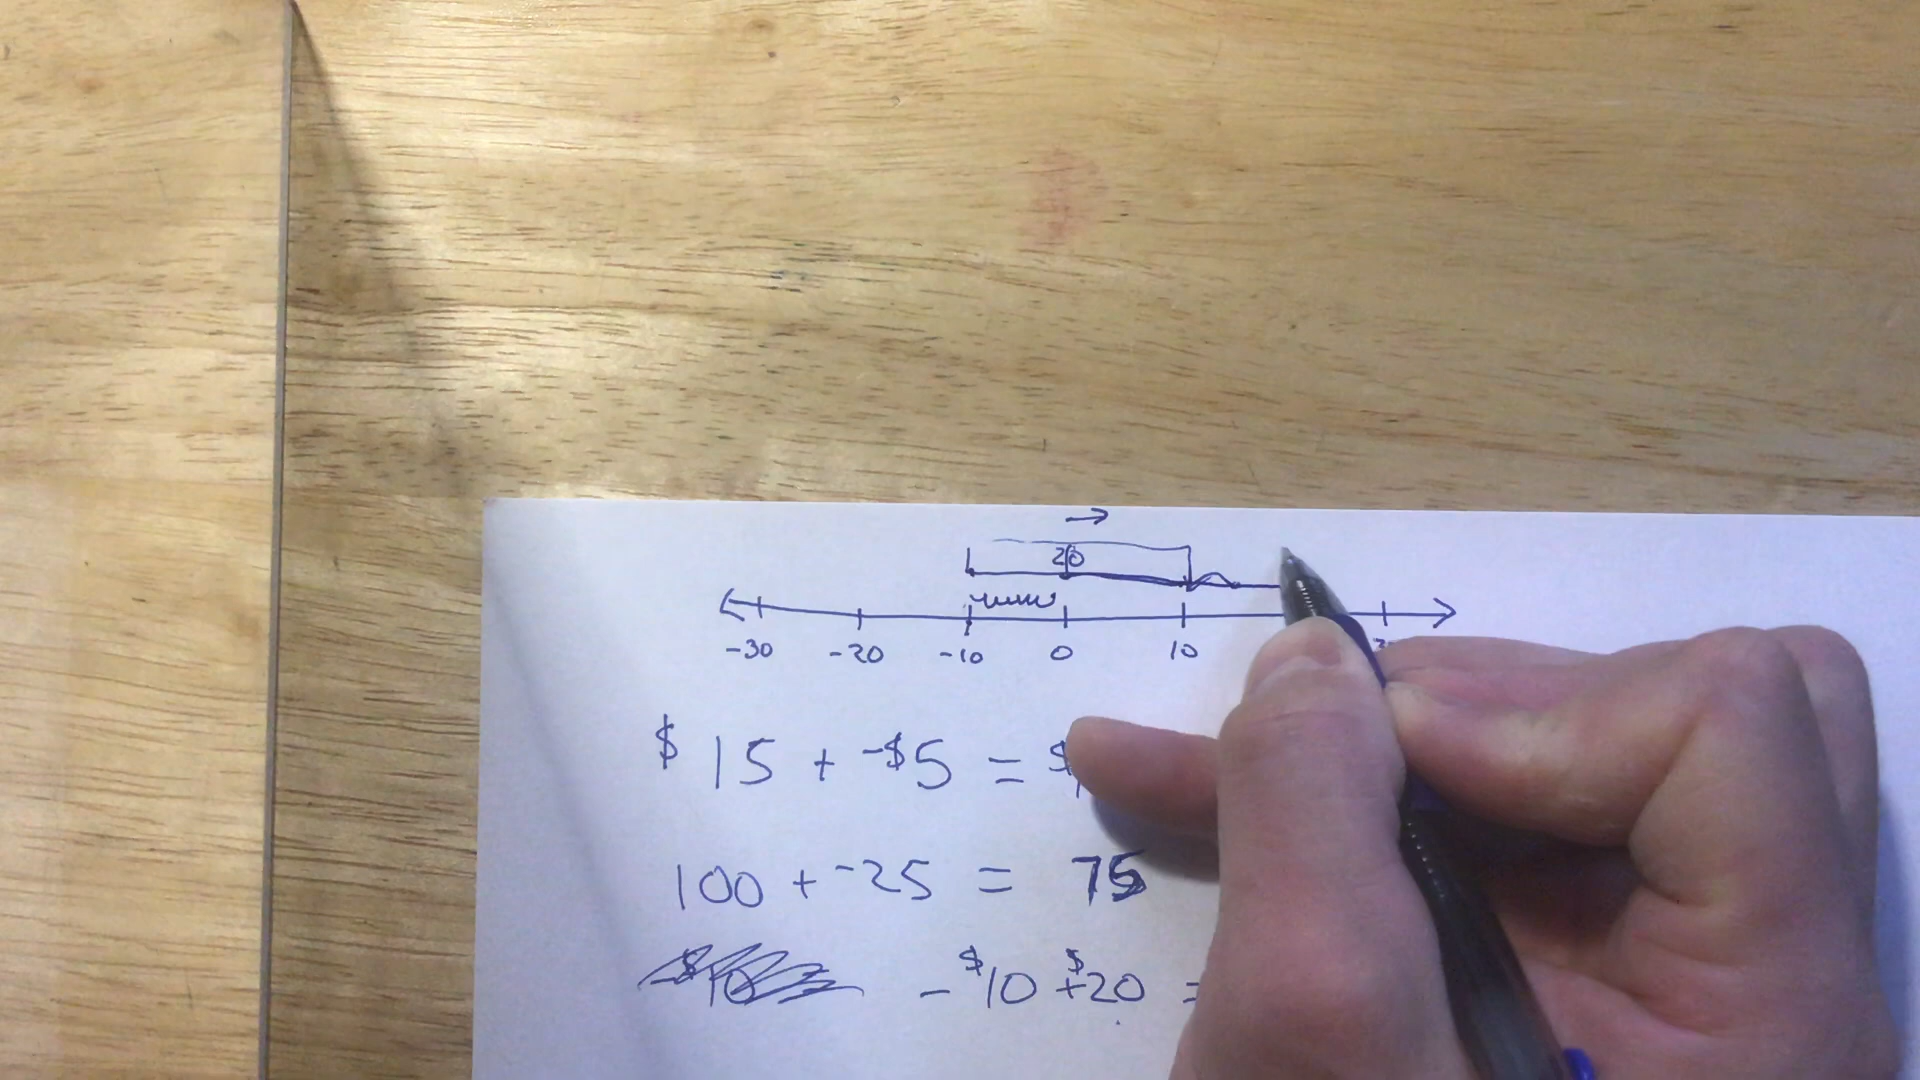 →
20
-30 -20 -10 0 10
$15 + -$5 = $
100 + -25 = 75
-$10 +$20 =